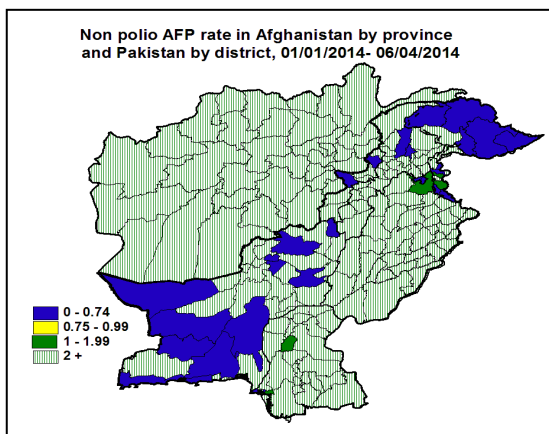 Non polio AFP rate in Afghanistan by province
and Pakistan by district, 01/01/2014- 06/04/2014
0 - 0.74
0.75 - 0.99
1 - 1.99
2 +